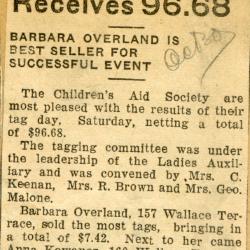 Receives 96.68
BARBARA OVERLAND IS
BEST SELLER FOR
SUCCESSFUL EVENT
The Children's Aid Society are
most pleased with the results of their
tag day. Saturday, netting a total
of $96.68.
The tagging committee was under
the leadership of the Ladies Auxil-
iary and was convened by Mrs. C.
Keenan, Mrs. R. Brown and Mrs. Geo.
Malone.
Barbara Overland, 157 Wallace Ter-
race, sold the most tags, bringing in
a total of $7.42. Next to her came
Anna